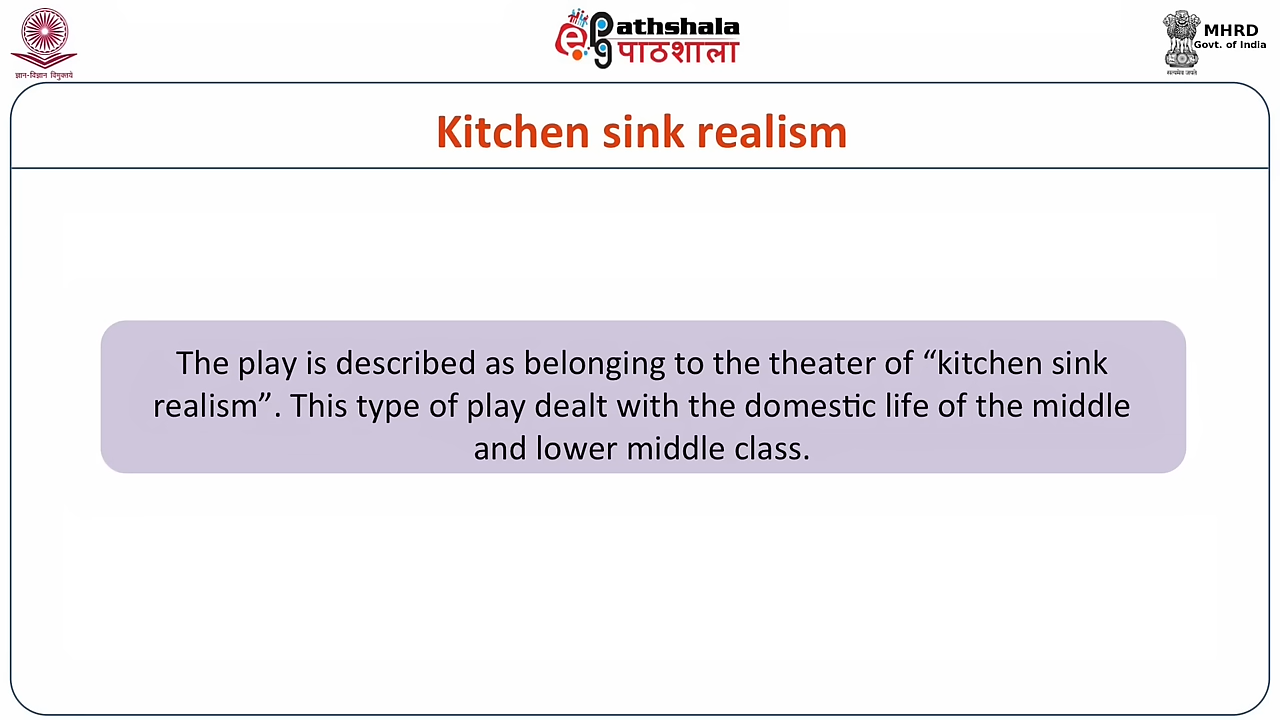 ज्ञान-विज्ञान विमुक्तये
e Pathshala
पाठशाला
MHRD
Govt. of India
सत्यमेव जयते
Kitchen sink realism
The play is described as belonging to the theater of “kitchen sink
realism”. This type of play dealt with the domestic life of the middle
and lower middle class.